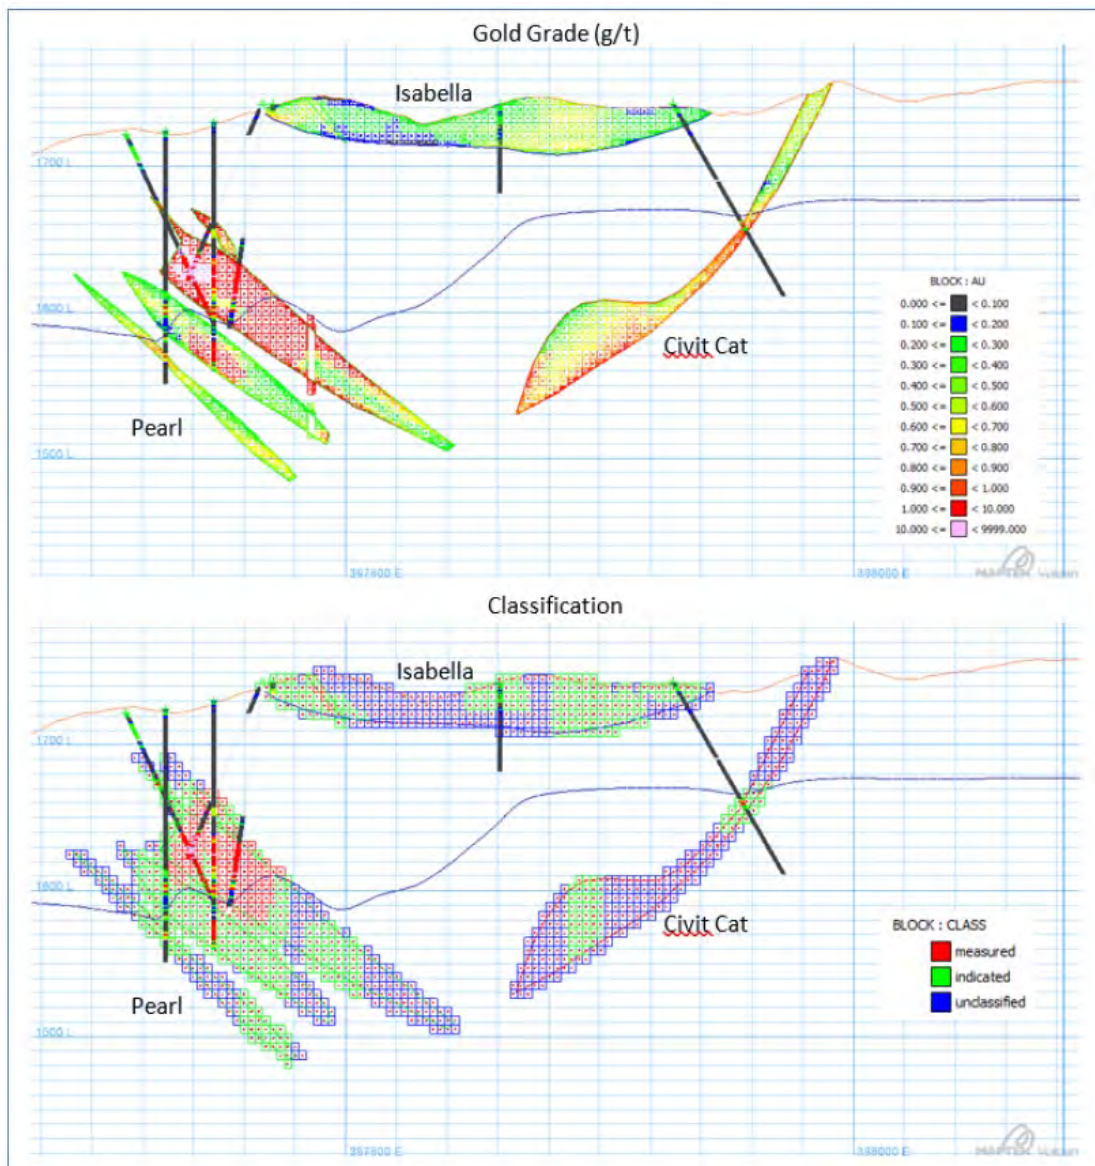 Gold Grade (g/t)
Isabella
1700 L
1600 L
Civit Cat
Pearl
1500 L
BLOCK : AU
0.000 <= < 0.100
0.100 <= < 0.200
0.200 <= < 0.300
0.300 <= < 0.400
0.400 <= < 0.500
0.500 <= < 0.600
0.600 <= < 0.700
0.700 <= < 0.800
0.800 <= < 0.900
0.900 <= < 1.000
1.000 <= < 10.000
10.000 <= < 9999.000
397800 E
398000 E
MAPTEK Vulcan
Classification
Isabella
1700 L
1600 L
Civit Cat
Pearl
1500 L
BLOCK : CLASS
measured
indicated
unclassified
397800 E
398000 E
MAPTEK Vulcan